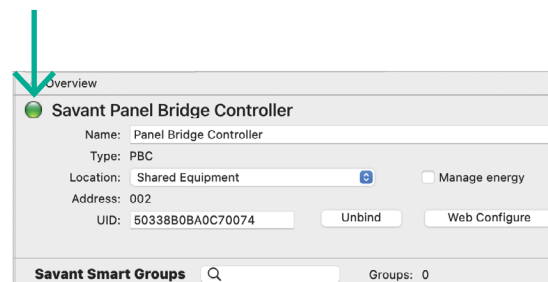 Overview
Savant Panel Bridge Controller
Name: Panel Bridge Controller
Type: PBC
Location: Shared Equipment Manage energy
Address: 002
UID: 50338B0BA0C70074 Unbind Web Configure
Savant Smart Groups Groups: 0